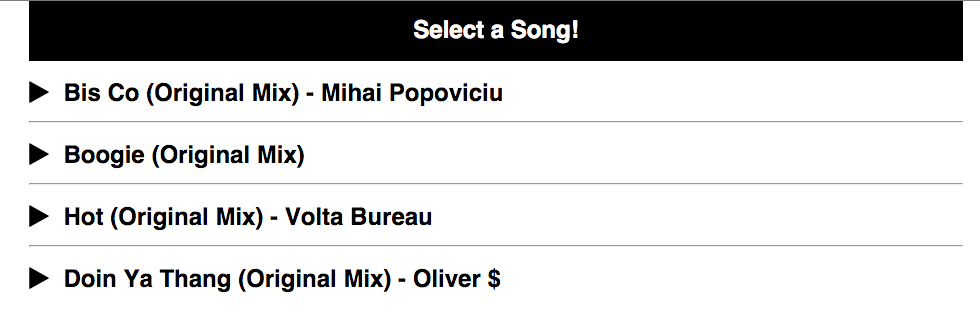 Select a Song!
Bis Co (Original Mix) - Mihai Popoviciu
Boogie (Original Mix)
Hot (Original Mix) - Volta Bureau
Doin Ya Thang (Original Mix) - Oliver $